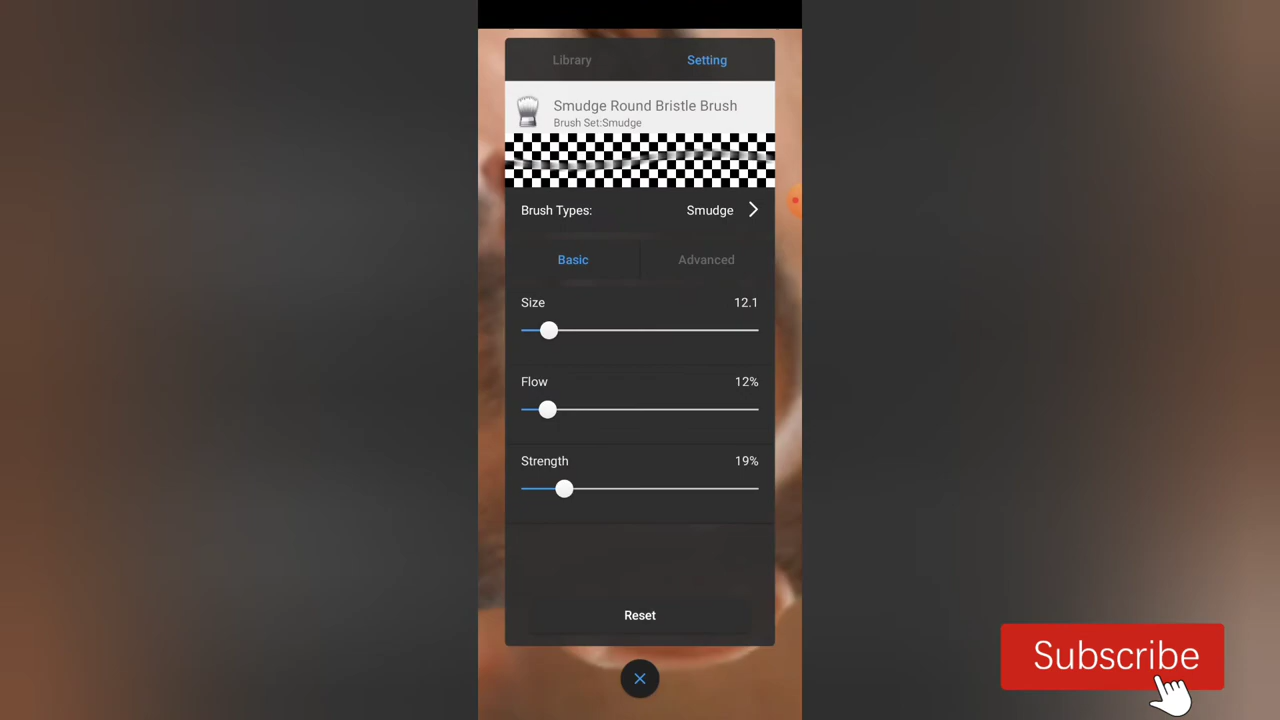 Library Setting
Smudge Round Bristle Brush
Brush Set:Smudge
Brush Types: Smudge
Basic Advanced
Size 12.1
Flow 12%
Strength 19%
Reset
Subscribe